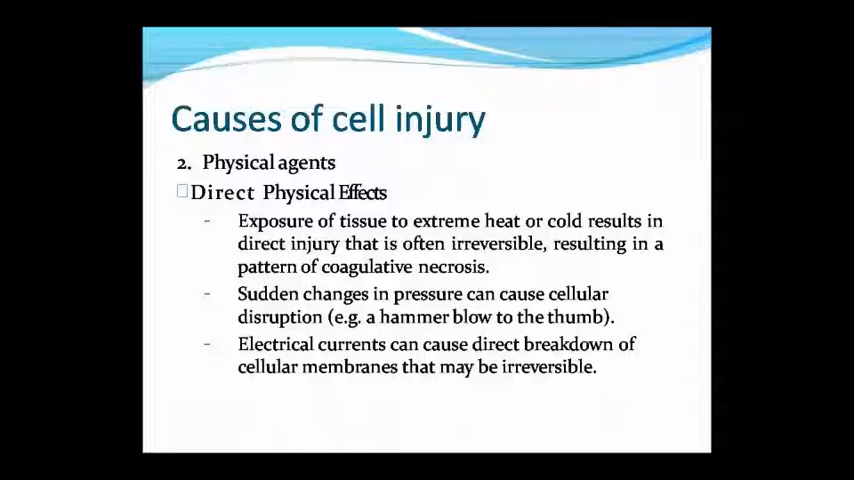 Causes of cell injury
2. Physical agents
Direct Physical Effects
- Exposure of tissue to extreme heat or cold results in
direct injury that is often irreversible, resulting in a
pattern of coagulative necrosis.
- Sudden changes in pressure can cause cellular
disruption (e.g. a hammer blow to the thumb).
- Electrical currents can cause direct breakdown of
cellular membranes that may be irreversible.